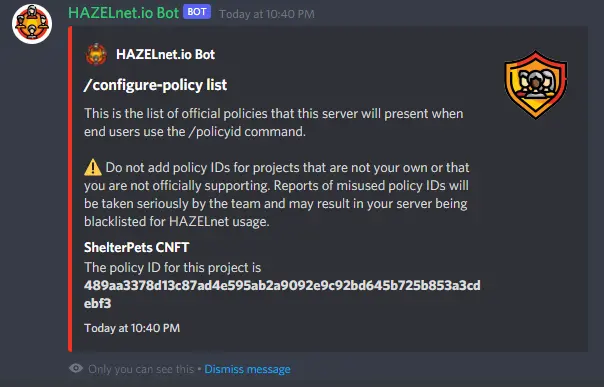 HAZELnet.io Bot BOT Today at 10:40 PM
HAZELnet.io Bot
/configure-policy list
This is the list of official policies that this server will present when
end users use the /policyid command.
⚠️ Do not add policy IDs for projects that are not your own or that
you are not officially supporting. Reports of misused policy IDs will
be taken seriously by the team and may result in your server being
blacklisted for HAZELnet usage.
ShelterPets CNFT
The policy ID for this project is
489aa3378d13c87ad4e595ab2a9092e9c92bd645b725b853a3cd
ebf3
Today at 10:40 PM
Only you can see this • Dismiss message